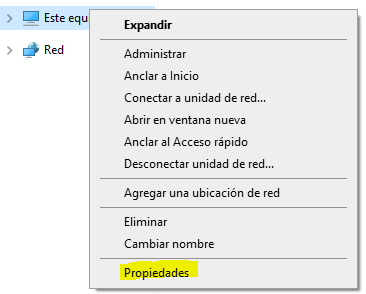 Este equ
Red
Expandir
Administrar
Anclar a Inicio
Conectar a unidad de red...
Abrir en ventana nueva
Anclar al Acceso rápido
Desconectar unidad de red...
Agregar una ubicación de red
Eliminar
Cambiar nombre
Propiedades